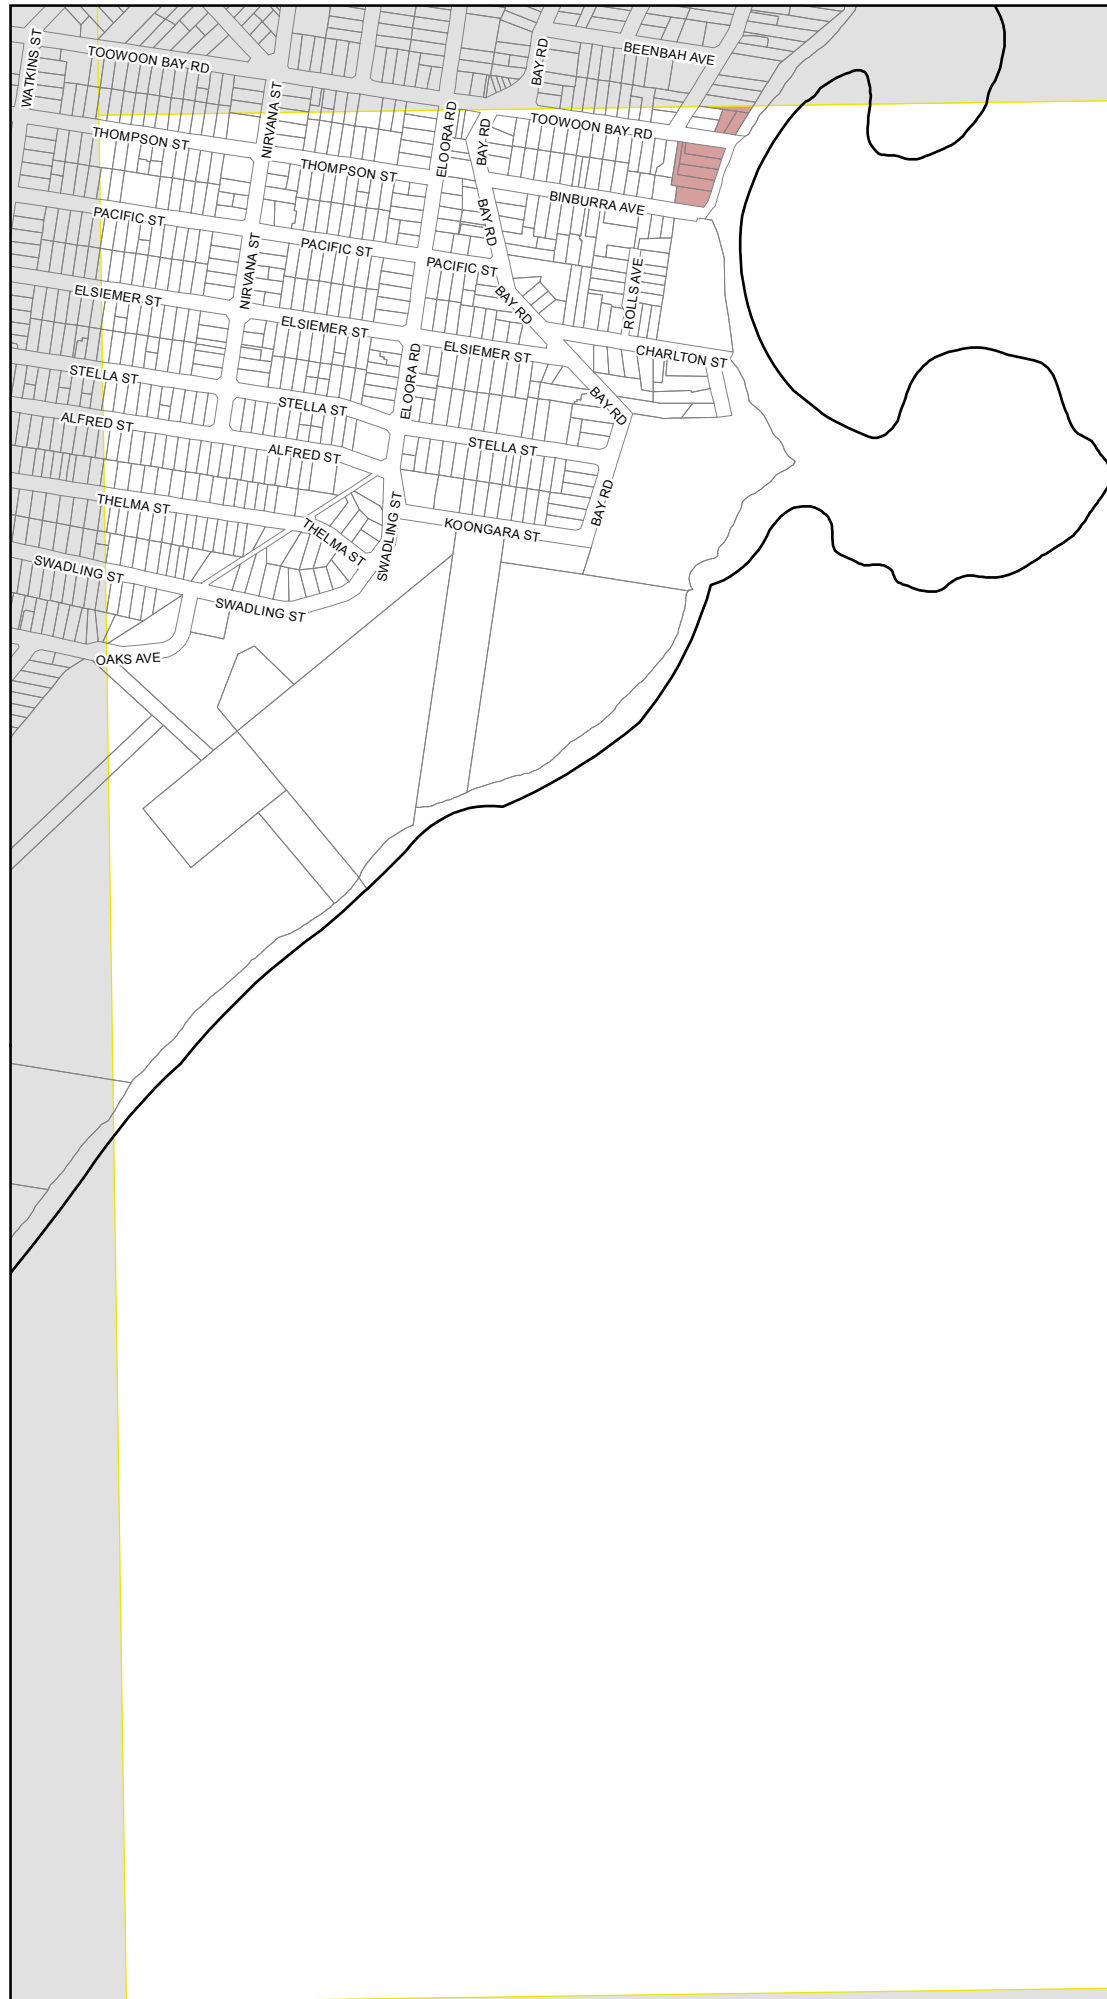 WATKINS ST
TOOWOON BAY RD
BAY RD
BEENBAH AVE
NIRVANA ST
ELOORA RD
BAY RD
TOOWOON BAY RD
THOMPSON ST
THOMPSON ST
BINBURRA AVE
PACIFIC ST
BAY RD
PACIFIC ST
PACIFIC ST
NIRVANA ST
ROLLS AVE
ELSIEMER ST
BAY RD
ELSIEMER ST
ELSIEMER ST
CHARLTON ST
STELLA ST
ELOORA RD
BAY RD
STELLA ST
ALFRED ST
STELLA ST
ALFRED ST
THELMA ST
BAY RD
SWADLING ST
KOONGARA ST
THELMA ST
SWADLING ST
SWADLING ST
OAKS AVE